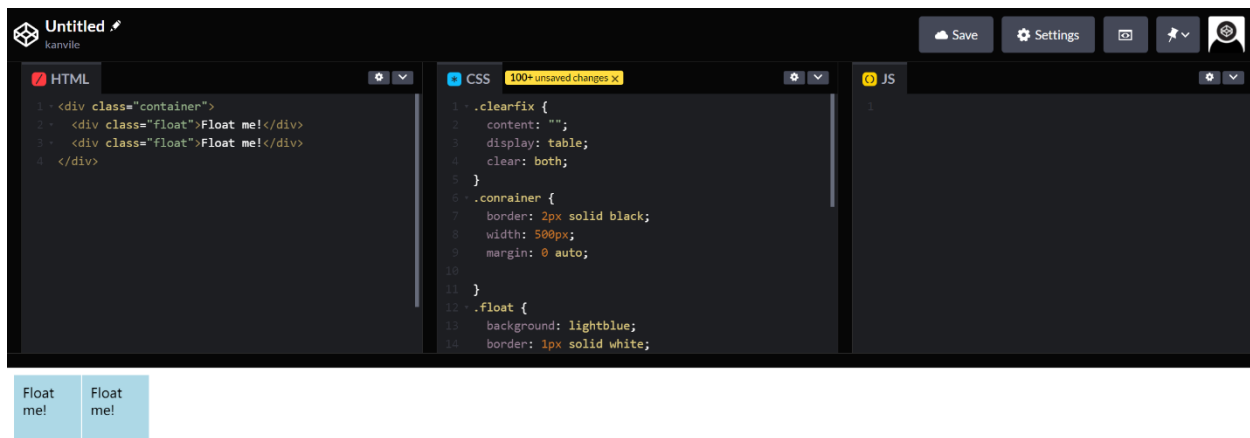 Untitled
kanvile
Save
Settings
HTML
CSS
100+ unsaved changes ×
JS
1 <div class="container">
2 <div class="float">Float me!</div>
3 <div class="float">Float me!</div>
4 </div>
1 .clearfix {
2 content: "";
3 display: table;
4 clear: both;
5 }
6 .conrainer {
7 border: 2px solid black;
8 width: 500px;
9 margin: 0 auto;
10
11 }
12 .float {
13 background: lightblue;
14 border: 1px solid white;
1
Float
me!
Float
me!